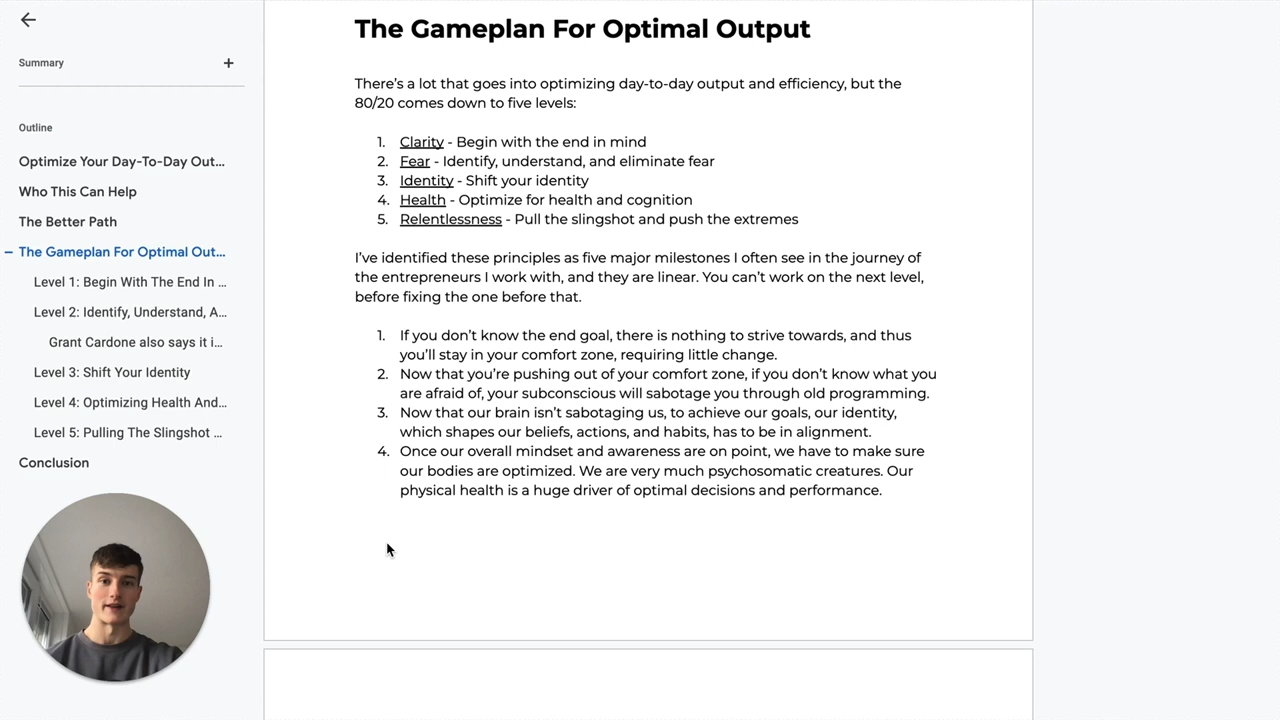 Summary
+
Outline
Optimize Your Day-To-Day Out...
Who This Can Help
The Better Path
The Gameplan For Optimal Out...
Level 1: Begin With The End In ...
Level 2: Identify, Understand, A...
Grant Cardone also says it i...
Level 3: Shift Your Identity
Level 4: Optimizing Health And...
Level 5: Pulling The Slingshot ...
Conclusion
The Gameplan For Optimal Output
There's a lot that goes into optimizing day-to-day output and efficiency, but the
80/20 comes down to five levels:
1. Clarity - Begin with the end in mind
2. Fear - Identify, understand, and eliminate fear
3. Identity - Shift your identity
4. Health - Optimize for health and cognition
5. Relentlessness - Pull the slingshot and push the extremes
I've identified these principles as five major milestones I often see in the journey of
the entrepreneurs I work with, and they are linear. You can't work on the next level,
before fixing the one before that.
1. If you don't know the end goal, there is nothing to strive towards, and thus
you'll stay in your comfort zone, requiring little change.
2. Now that you're pushing out of your comfort zone, if you don't know what you
are afraid of, your subconscious will sabotage you through old programming.
3. Now that our brain isn't sabotaging us, to achieve our goals, our identity,
which shapes our beliefs, actions, and habits, has to be in alignment.
4. Once our overall mindset and awareness are on point, we have to make sure
our bodies are optimized. We are very much psychosomatic creatures. Our
physical health is a huge driver of optimal decisions and performance.